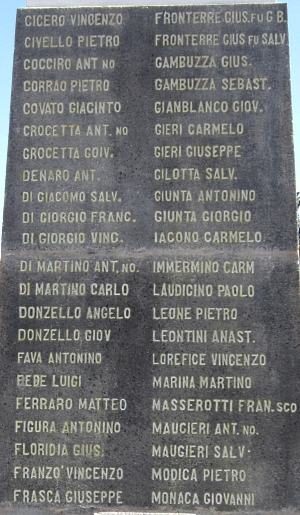 CICERO VINCENZO
CIVELLO PIETRO
COCCIRO ANT NO
CORRAO PIETRO
COVATO GIACINTO
CROCETTA ANT. NO
GROCETTA GOIV.
DENARO ANT.
DI GIACOMO SALV.
DI GIORGIO FRANC.
DI GIORGIO VINC.
DI MARTINO ANT. NO.
DI MARTINO CARLO
DONZELLO ANGELO
DONZELLO GIOV
FAVA ANTONINO
FEDE LUIGI
FERRARO MATTEO
FIGURA ANTONINO
FLORIDIA GIUS.
FRANZO' VINCENZO
FRASCA GIUSEPPE
FRONTERRE GIUS. FU G B.
FRONTERRE GIUS FU SALV.
GAMBUZZA GIUS.
GAMBUZZA SEBAST.
GIANBLANCO GIOV.
GIERI CARMELO
GIERI GIUSEPPE
GILOTTA SALV.
GIUNTA ANTONINO
GIUNTA GIORGIO
IACONO CARMELO
IMMERMINO CARM
LAUDICINO PAOLO
LEONE PIETRO
LEONTINI ANAST.
LOREFICE VINCENZO
MARINA MARTINO
MASSEROTTI FRAN. SCO
MAUCIERI ANT. NO.
MAUGIERI SALV.
MODICA PIETRO
MONACA GIOVANNI